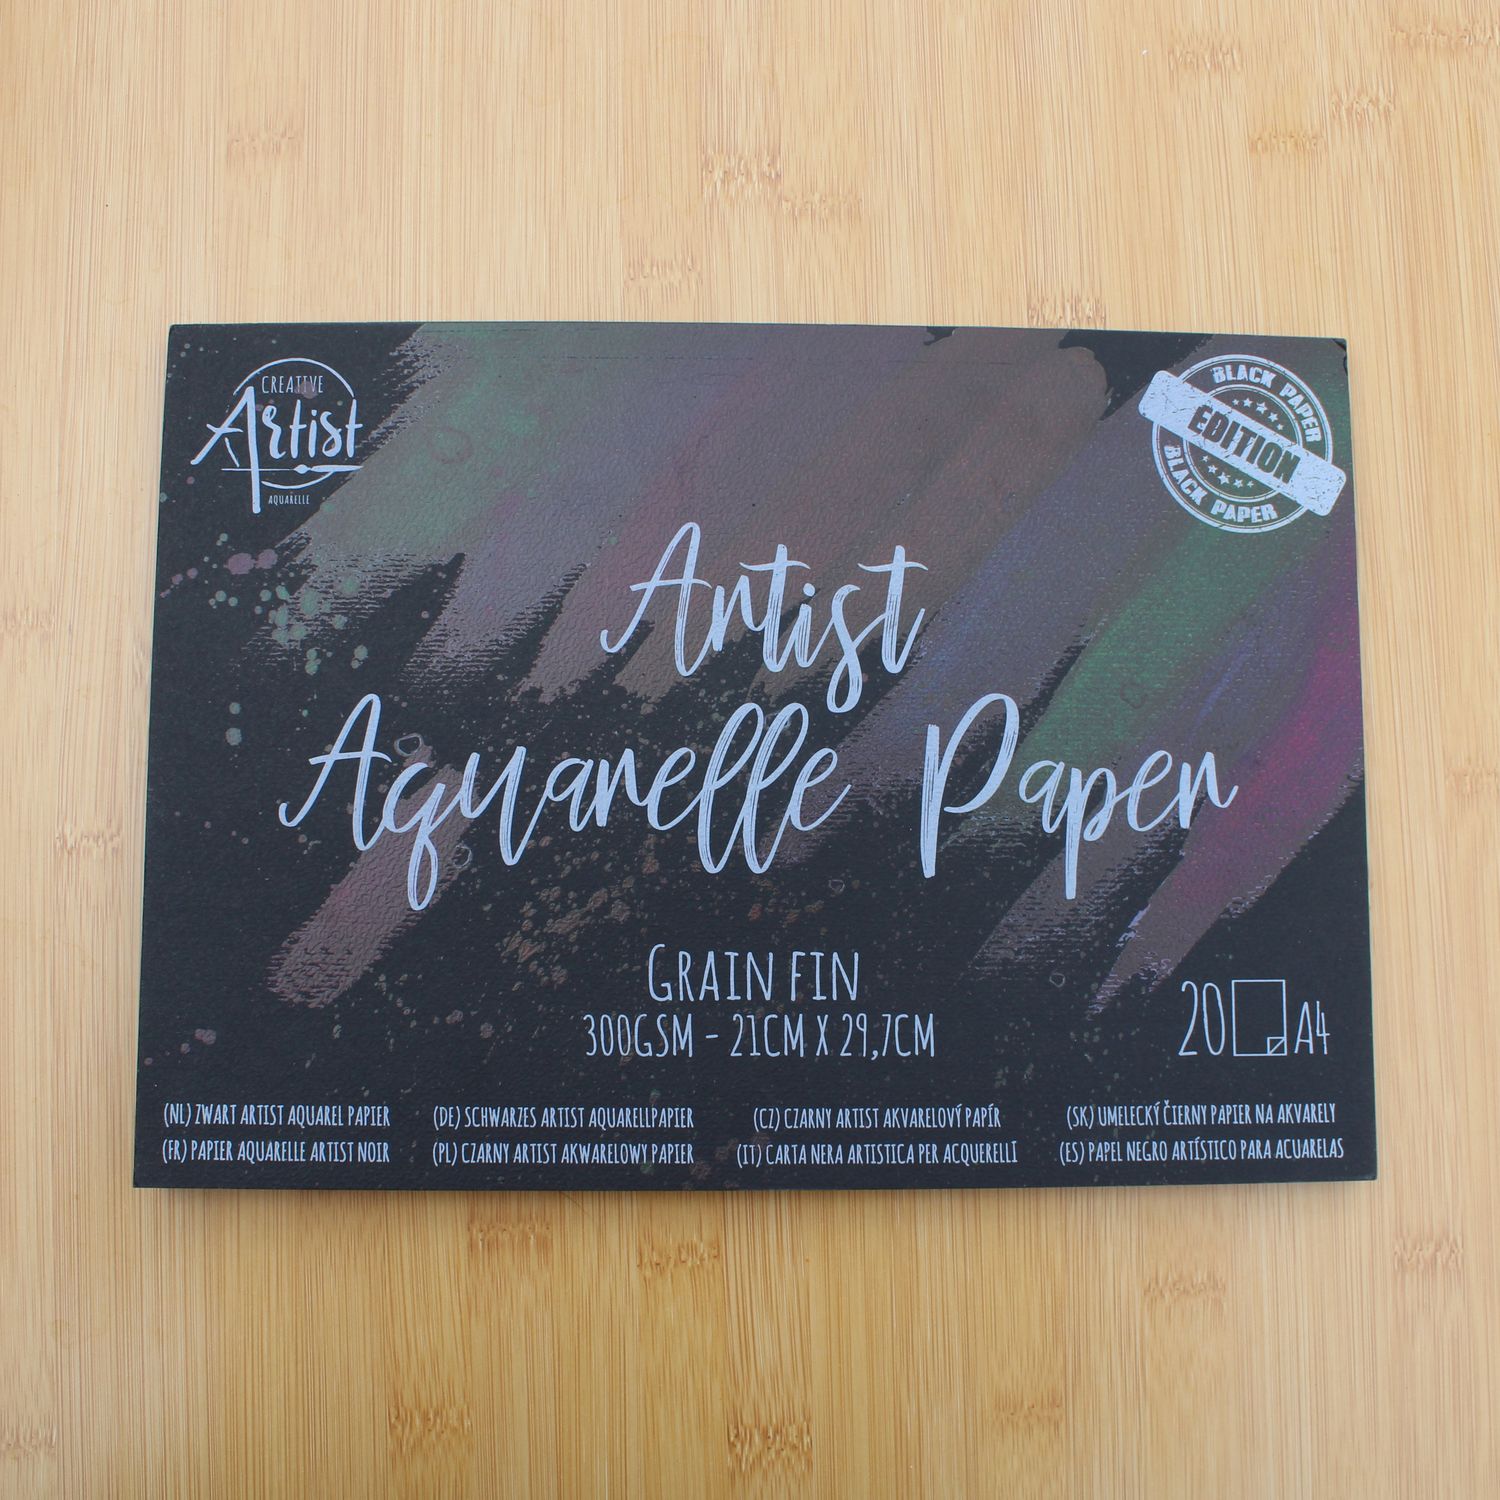 CREATIVE
Artist
AQUARELLE
BLACK PAPER
EDITION
BLACK PAPER
Artist
Aquarelle Paper
GRAIN FIN
300GSM - 21CM X 29,7CM
20 A4
(NL) ZWART ARTIST AQUAREL PAPIER
(FR) PAPIER AQUARELLE ARTIST NOIR
(DE) SCHWARZES ARTIST AQUARELLPAPIER
(PL) CZARNY ARTIST AKWARELOWY PAPIER
(CZ) CZARNY ARTIST AKVARELOVÝ PAPÍR
(IT) CARTA NERA ARTISTICA PER ACQUERELLI
(SK) UMELECKÝ ČIERNY PAPIER NA AKVARELY
(ES) PAPEL NEGRO ARTÍSTICO PARA ACUARELAS